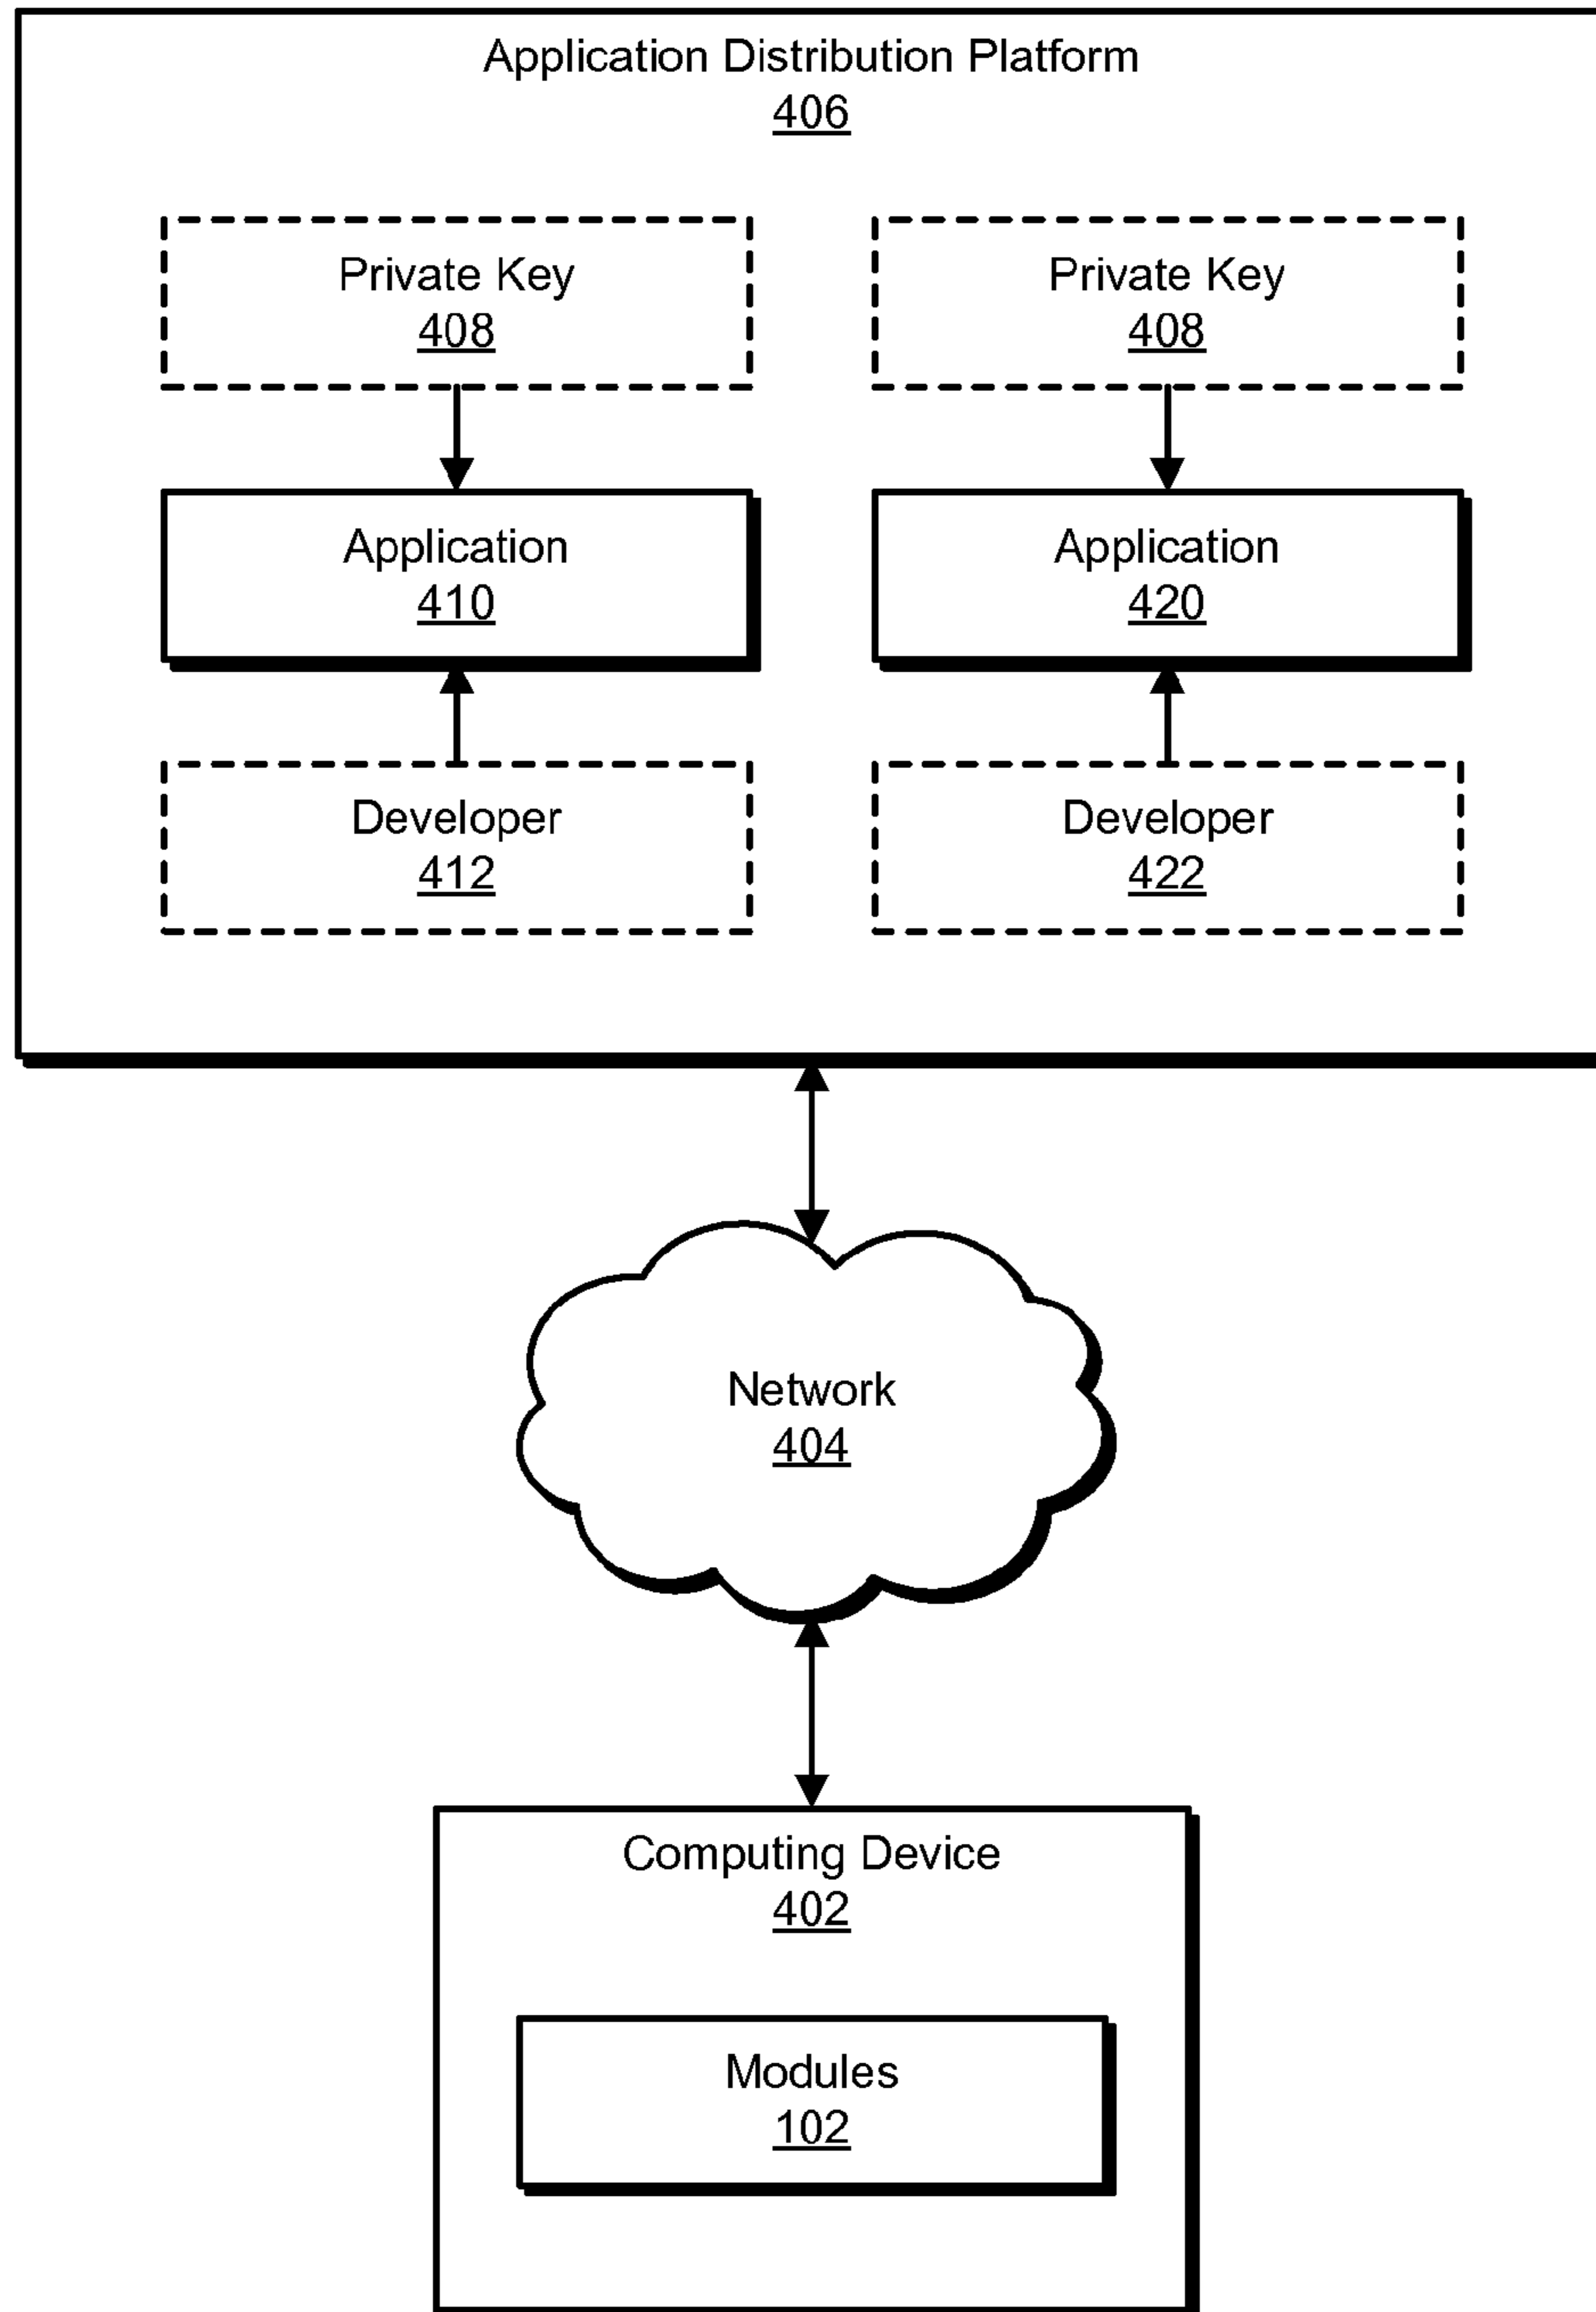 Application Distribution Platform
406
Private Key
408
Private Key
408
Application
410
Application
420
Developer
412
Developer
422
Network
404
Computing Device
402
Modules
102